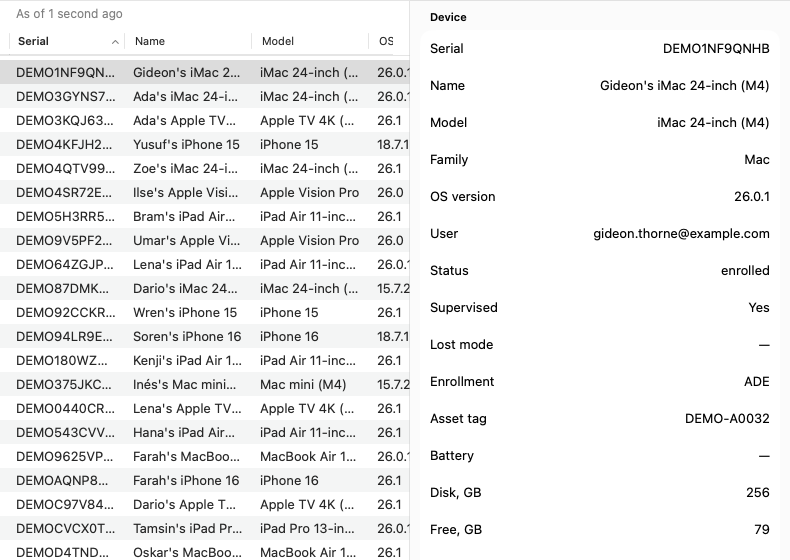 As of 1 second ago
Serial Name Model OS
DEMO1NF9QN... Gideon's iMac 2... iMac 24-inch (... 26.0.1
DEMO3GYNS7... Ada's iMac 24-i... iMac 24-inch (... 26.0.1
DEMO3KQJ63... Ada's Apple TV... Apple TV 4K (... 26.1
DEMO4KFJH2... Yusuf's iPhone 15 iPhone 15 18.7.1
DEMO4QTV99... Zoe's iMac 24-i... iMac 24-inch (... 26.1
DEMO4SR72E... Ilse's Apple Visi... Apple Vision Pro 26.0
DEMO5H3RR5... Bram's iPad Air... iPad Air 11-inc... 26.1
DEMO9V5PF2... Umar's Apple Vi... Apple Vision Pro 26.0
DEMO64ZGJP... Lena's iPad Air 1... iPad Air 11-inc... 26.0.1
DEMO87DMK... Dario's iMac 24... iMac 24-inch (... 15.7.2
DEMO92CCKR... Wren's iPhone 15 iPhone 15 26.1
DEMO94LR9E... Soren's iPhone 16 iPhone 16 18.7.1
DEMO180WZ... Kenji's iPad Air 1... iPad Air 11-inc... 26.1
DEMO375JKC... Inés's Mac mini... Mac mini (M4) 15.7.2
DEMO0440CR... Lena's Apple TV... Apple TV 4K (... 26.1
DEMO543CVV... Hana's iPad Air... iPad Air 11-inc... 26.1
DEMO9625VP... Farah's MacBoo... MacBook Air 1... 26.0.1
DEMOAQNP8... Farah's iPhone 16 iPhone 16 26.1
DEMOC97V84... Dario's Apple T... Apple TV 4K (... 26.1
DEMOCVCX0T... Tamsin's iPad Pr... iPad Pro 13-in... 26.0.1
DEMOD4TND... Oskar's MacBoo... MacBook Air 1... 26.1
Device
Serial DEMO1NF9QNHB
Name Gideon's iMac 24-inch (M4)
Model iMac 24-inch (M4)
Family Mac
OS version 26.0.1
User gideon.thorne@example.com
Status enrolled
Supervised Yes
Lost mode —
Enrollment ADE
Asset tag DEMO-A0032
Battery —
Disk, GB 256
Free, GB 79